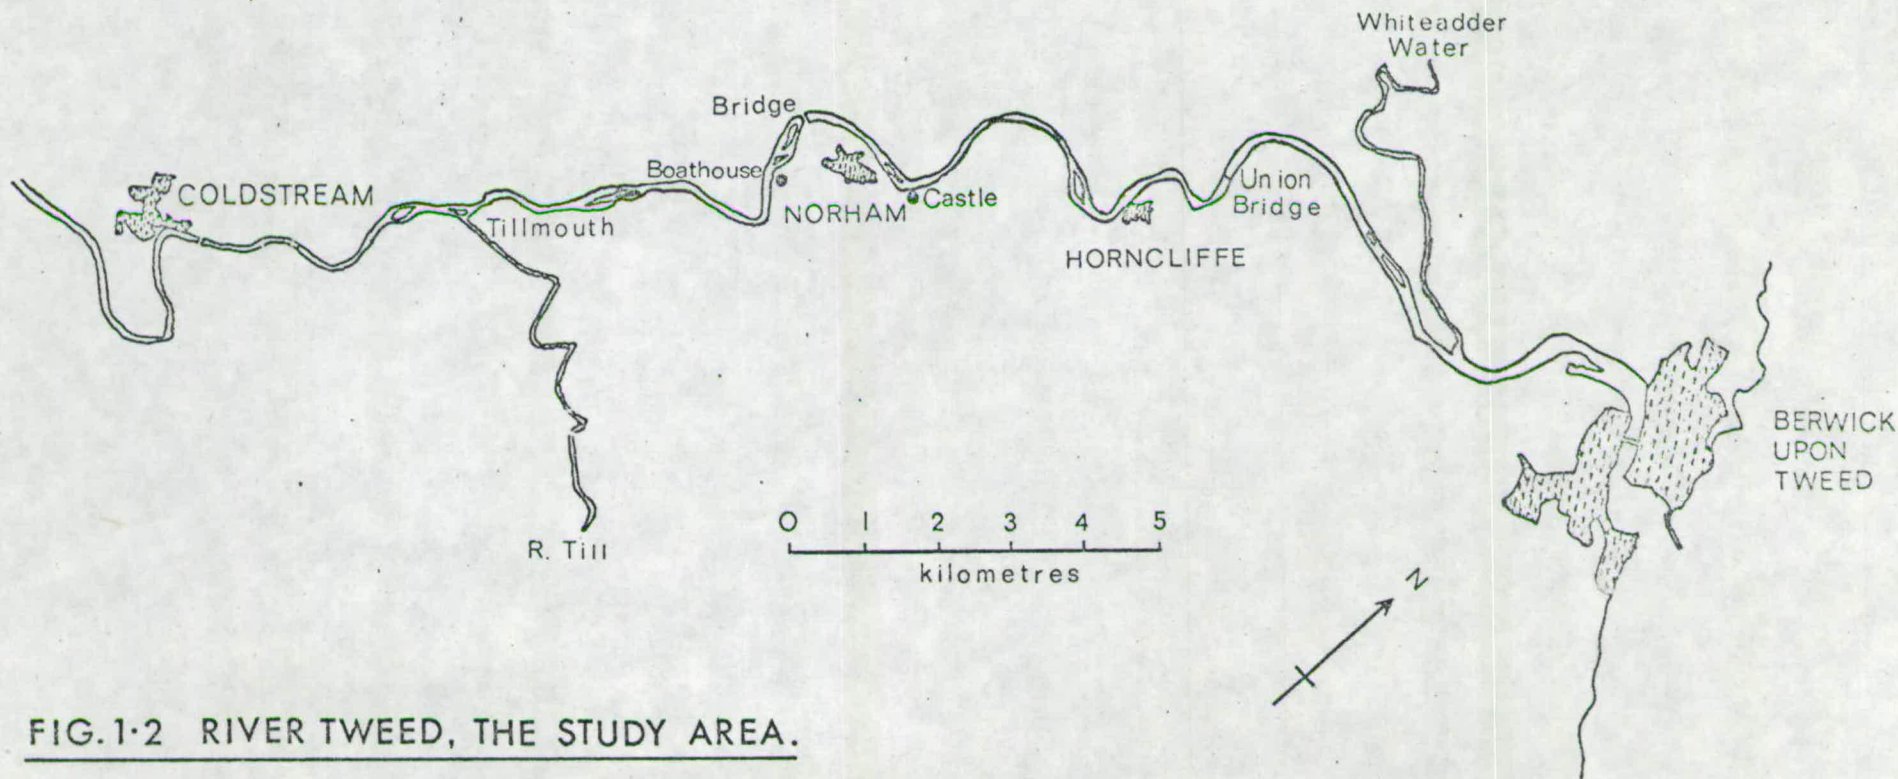 Whiteadder
Water
Bridge
Boathouse
COLDSTREAM
Union
Bridge
Castle
NORHAM
Tillmouth
HORNCLIFFE
BERWICK
UPON
TWEED
0 1 2 3 4 5
kilometres
R. Till
N
FIG.1·2 RIVER TWEED, THE STUDY AREA.